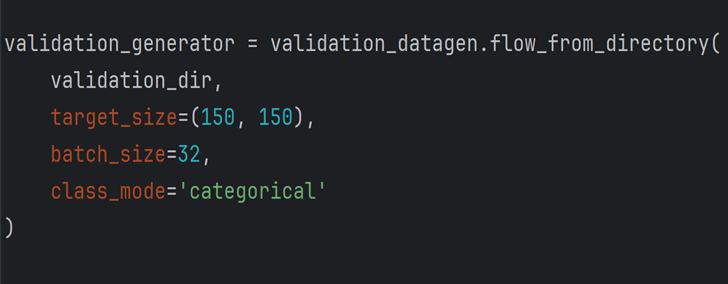 validation_generator = validation_datagen.flow_from_directory(
    validation_dir,
    target_size=(150, 150),
    batch_size=32,
    class_mode='categorical'
)